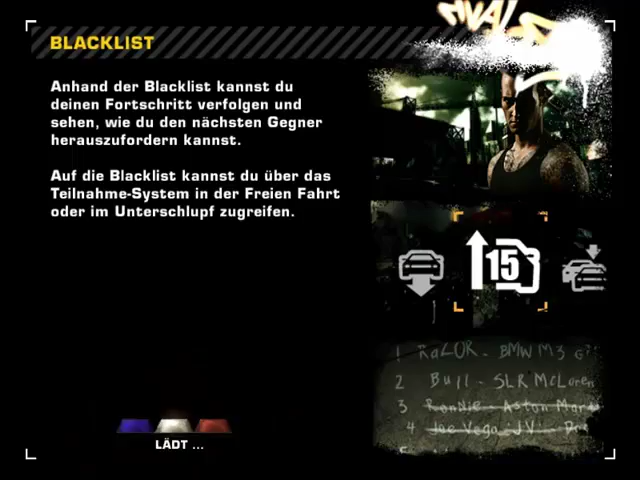 BLACKLIST
Anhand der Blacklist kannst du
deinen Fortschritt verfolgen und
sehen, wie du den nächsten Gegner
herauszufordern kannst.
Auf die Blacklist kannst du über das
Teilnahme-System in der Freien Fahrt
oder im Unterschlupf zugreifen.
15
1 RaZOR - BMW M3
2 Bull - SLR McLaren
3 Ronnie - Aston
4 Joe Vega
LÄDT ...